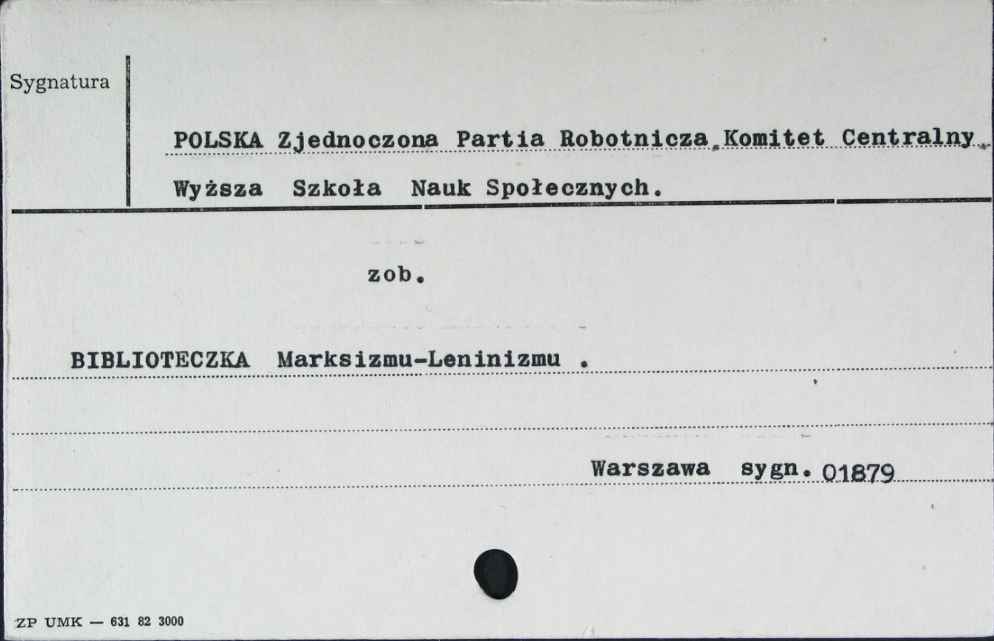 Sygnatura
POLSKA Zjednoczona Partia Robotnicza.Komitet Centralny.
Wyższa Szkoła Nauk Społecznych.
zob.
BIBLIOTECZKA Marksizmu-Leninizmu .
Warszawa sygn. 01879
ZP UMK — 631 82 3000